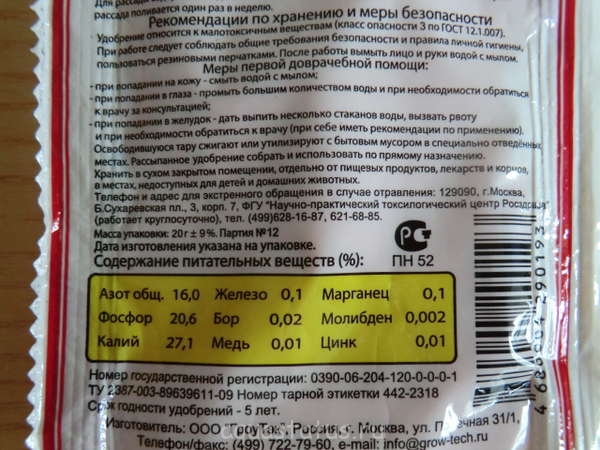 рассада поливается один раз в неделю.
Рекомендации по хранению и меры безопасности
Удобрение относится к малотоксичным веществам (класс опасности 3 по ГОСТ 12.1.007).
При работе следует соблюдать общие требования безопасности и правила личной гигиены,
пользоваться резиновыми перчатками. После работы вымыть лицо и руки водой с мылом.
Меры первой доврачебной помощи:
- при попадании на кожу - смыть водой с мылом;
- при попадании в глаза - промыть большим количеством воды и при необходимости обратиться
к врачу за консультацией;
- при попадании в желудок - дать выпить несколько стаканов воды, вызвать рвоту
и при необходимости обратиться к врачу (при себе иметь рекомендации по применению).
Освободившуюся тару сжигают или утилизируют с бытовым мусором в специально отведённых
местах. Рассыпанное удобрение собрать и использовать по прямому назначению.
Хранить в сухом закрытом помещении, отдельно от пищевых продуктов, лекарств и кормов,
в местах, недоступных для детей и домашних животных.
Телефон и адрес для экстренного обращения в случае отравления: 129090, г.Москва,
Б.Сухаревская пл., 3, корп. 7, ФГУ "Научно-практический токсилогический центр Росздрава"
(работает круглосуточно), тел. (499)628-16-87, 621-68-85.
Масса упаковки: 20г ± 9%. Партия №12
Дата изготовления указана на упаковке.
Содержание питательных веществ (%):
РСТ
ПН 52
Азот общ. 16,0 Железо 0,1 Марганец 0,1
Фосфор 20,6 Бор 0,02 Молибден 0,002
Калий 27,1 Медь 0,01 Цинк 0,01
Номер государственной регистрации: 0390-06-204-120-0-0-0-1
ТУ 2387-003-89639611-09 Номер тарной этикетки 442-2318
Срок годности удобрений - 5 лет.
Изготовитель: ООО Россия, г. Москва, ул. 31/1,
Телефон/факс: (499) 722-79-60, e-mail: info@grow-tech.ru